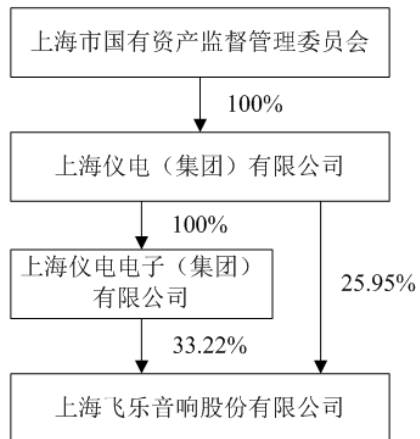 上海市国有资产监督管理委员会
100%
上海仪电（集团）有限公司
100%
上海仪电电子（集团）
有限公司
25.95%
33.22%
上海飞乐音响股份有限公司